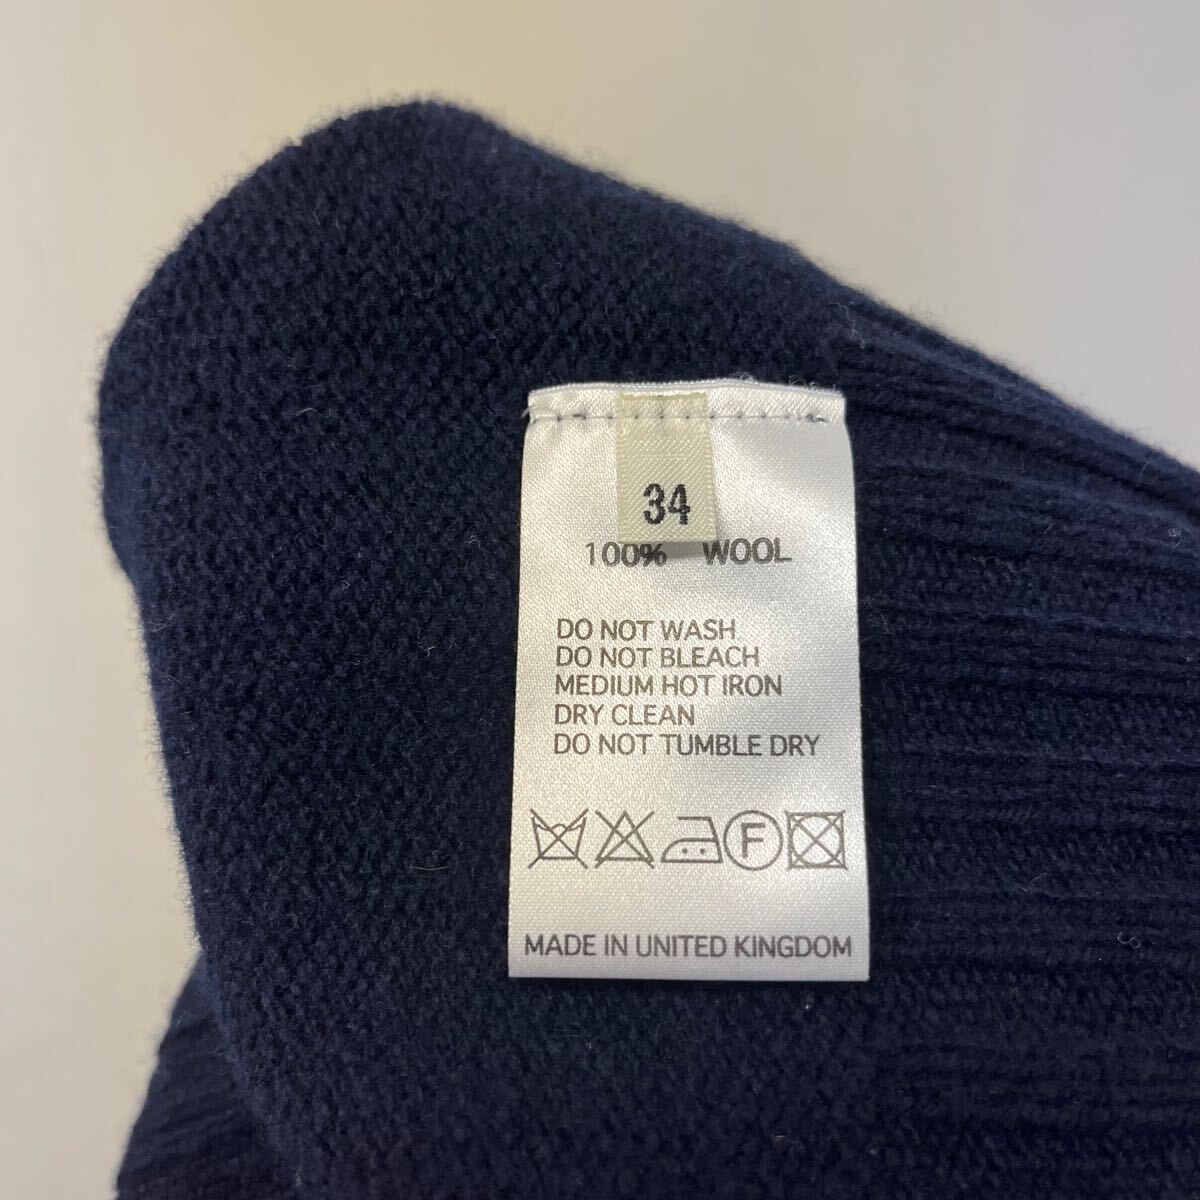 34
100% WOOL
DO NOT WASH
DO NOT BLEACH
MEDIUM HOT IRON
DRY CLEAN
DO NOT TUMBLE DRY
F
MADE IN UNITED KINGDOM